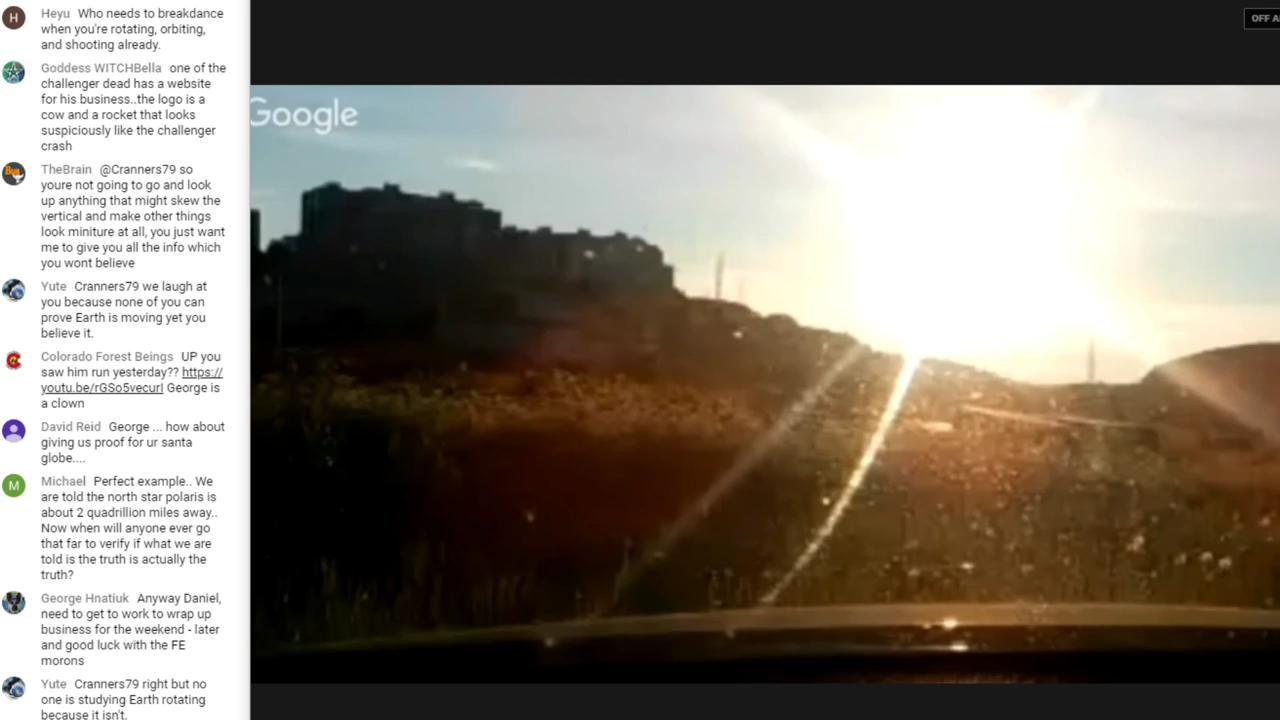 H
Heyu Who needs to breakdance
when you're rotating, orbiting,
and shooting already.
Goddess WITCHBella one of the
challenger dead has a website
for his business..the logo is a
cow and a rocket that looks
suspiciously like the challenger
crash
TheBrain @Cranners79 so
youre not going to go and look
up anything that might skew the
vertical and make other things
look miniture at all, you just want
me to give you all the info which
you wont believe
Yute Cranners79 we laugh at
you because none of you can
prove Earth is moving yet you
believe it.
Colorado Forest Beings UP you
saw him run yesterday?? https://
youtu.be/rGSo5vecurI George is
a clown
David Reid George ... how about
giving us proof for ur santa
globe....
M
Michael Perfect example.. We
are told the north star polaris is
about 2 quadrillion miles away..
Now when will anyone ever go
that far to verify if what we are
told is the truth is actually the
truth?
George Hnatiuk Anyway Daniel,
need to get to work to wrap up
business for the weekend - later
and good luck with the FE
morons
Yute Cranners79 right but no
one is studying Earth rotating
because it isn't.
Google
OFF A